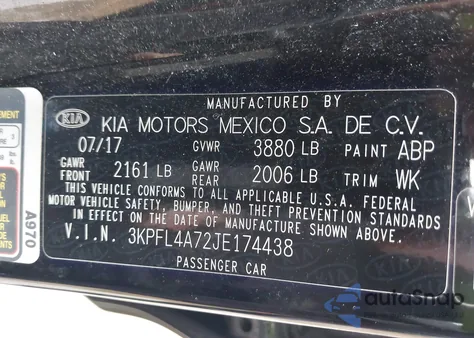 MANUFACTURED BY
KIA KIA MOTORS MEXICO S.A. DE C.V.
07/17 GVWR 3880 LB PAINT ABP
GAWR FRONT 2161 LB GAWR REAR 2006 LB TRIM WK
THIS VEHICLE CONFORMS TO ALL APPLICABLE U.S.A. FEDERAL
MOTOR VEHICLE SAFETY, BUMPER, AND THEFT PREVENTION STANDARDS
IN EFFECT ON THE DATE OF MANUFACTURE SHOWN ABOVE.
V.I.N. 3KPFL4A72JE174438
PASSENGER CAR
A970
autoSnap